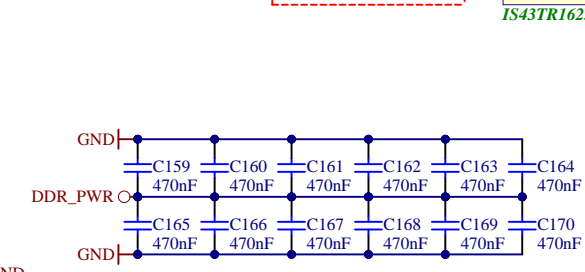 IS43TR162
GND
C159 C160 C161 C162 C163 C164
470nF 470nF 470nF 470nF 470nF 470nF
DDR_PWR
C165 C166 C167 C168 C169 C170
470nF 470nF 470nF 470nF 470nF 470nF
GND
GND